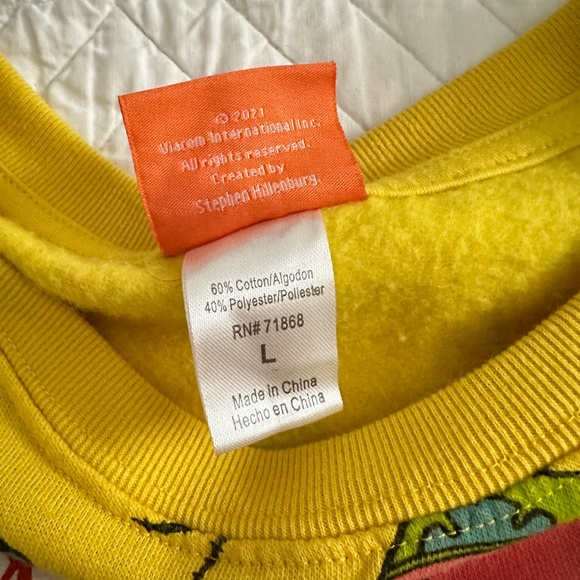 © 2021
Viacom International Inc.
All rights reserved.
Created by
Stephen Hillenburg.
60% Cotton/Algodon
40% Polyester/Poliester
RN# 71868
L
Made in China
Hecho en China